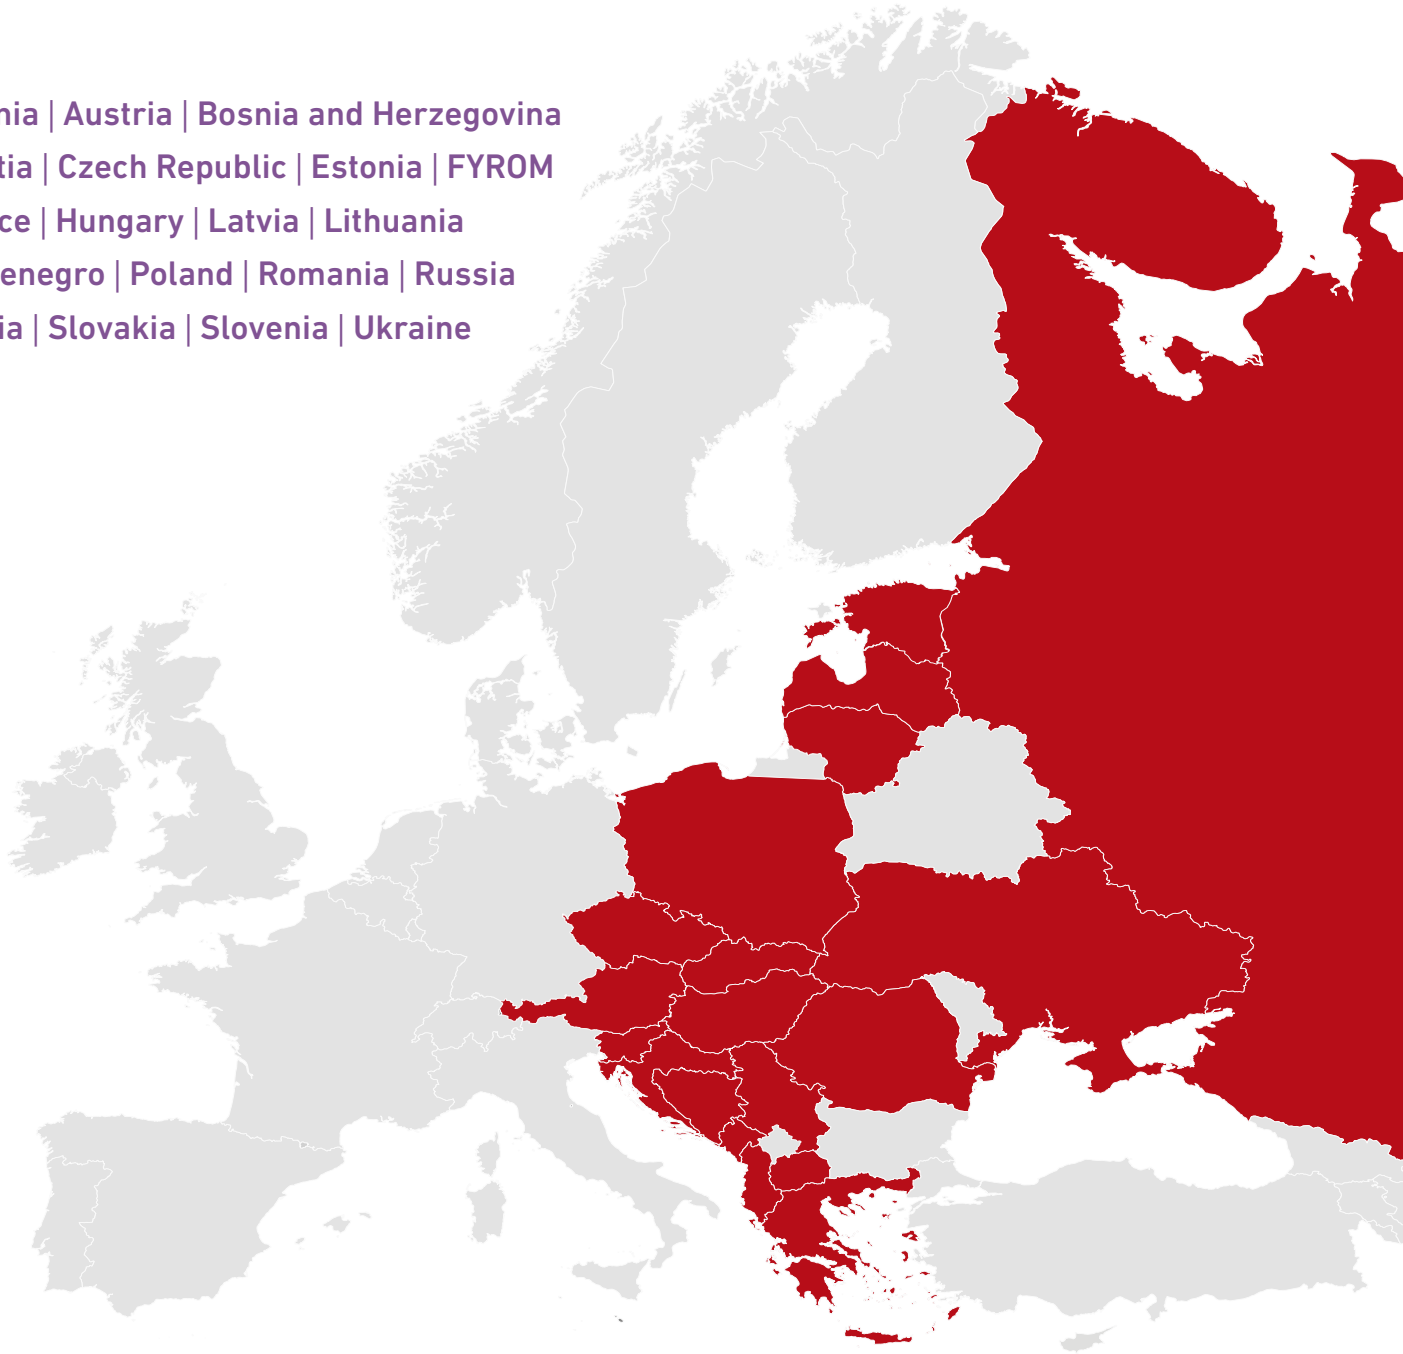 nia | Austria | Bosnia and Herzegovina
tia | Czech Republic | Estonia | FYROM
ce | Hungary | Latvia | Lithuania
enegro | Poland | Romania | Russia
ia | Slovakia | Slovenia | Ukraine